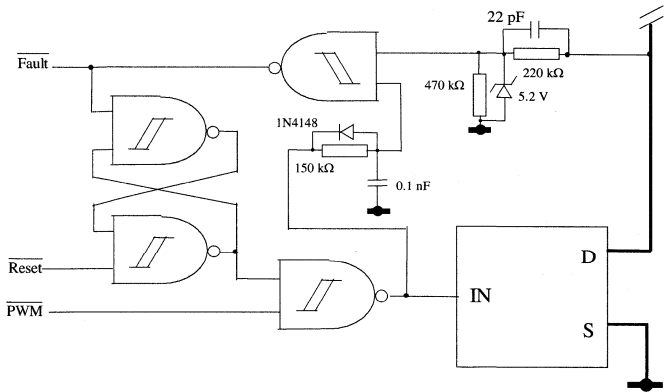 22 pF
Fault
470 kΩ
220 kΩ
5.2 V
1N4148
150 kΩ
0.1 nF
D
Reset
IN
PWM
S